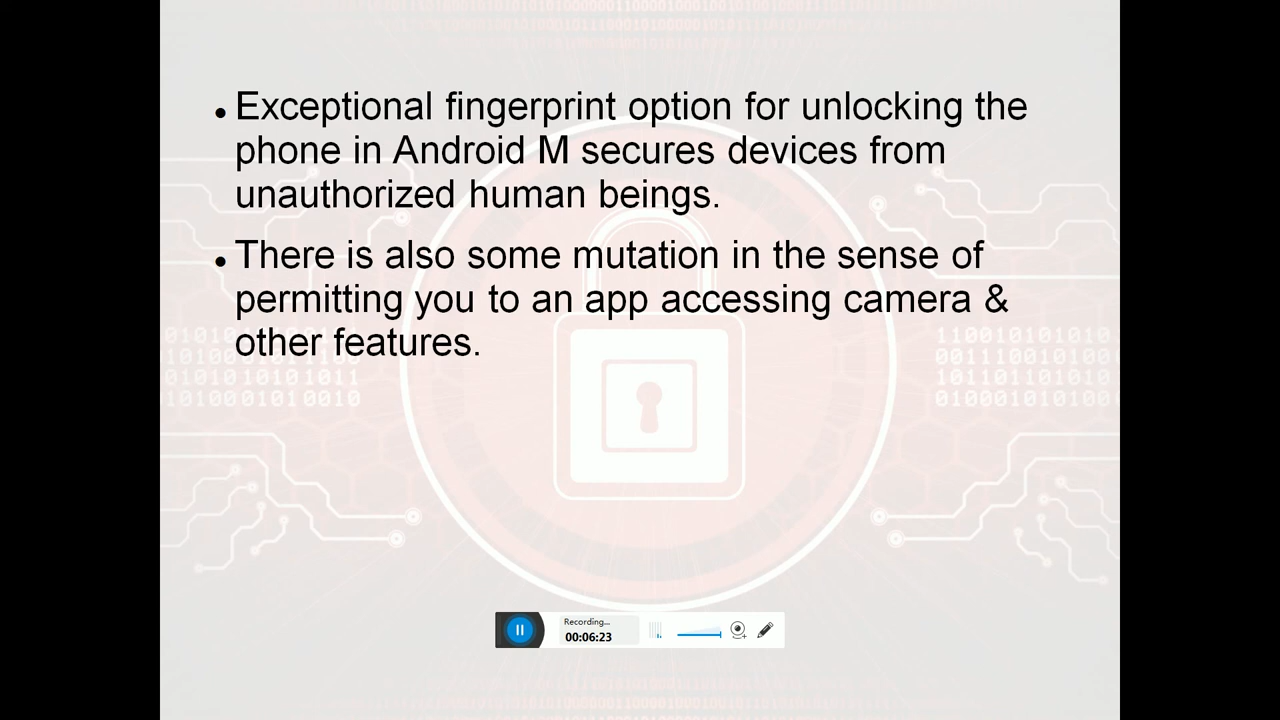 • Exceptional fingerprint option for unlocking the
phone in Android M secures devices from
unauthorized human beings.
• There is also some mutation in the sense of
permitting you to an app accessing camera &
other features.
Recording...
00:06:23